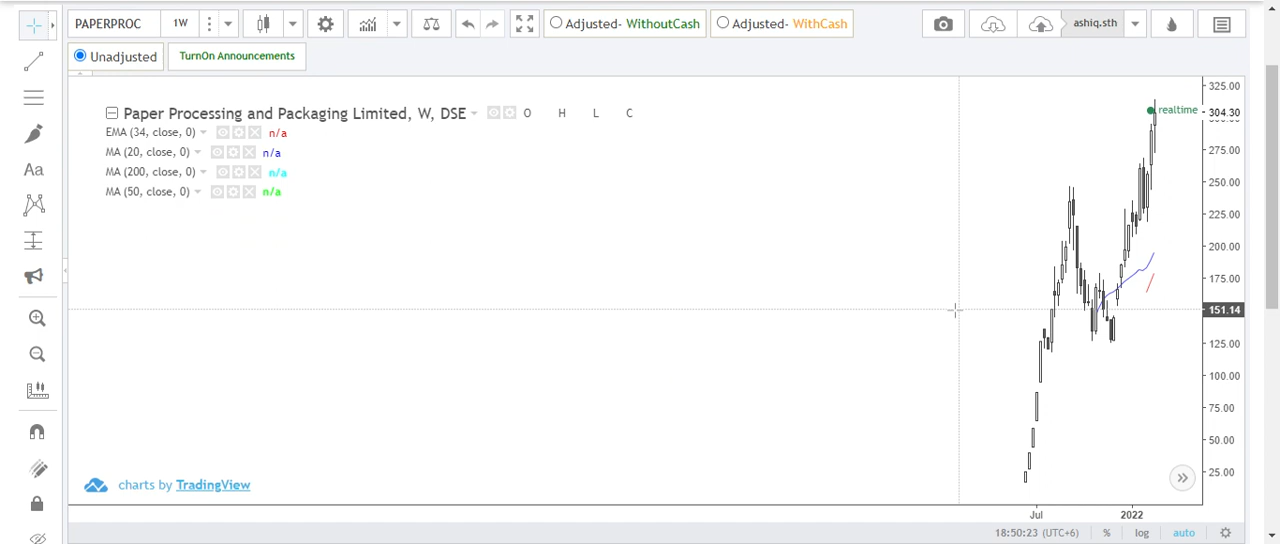 PAPERPROC 1W Adjusted- WithoutCash Adjusted- WithCash ashiq.sth
Unadjusted TurnOn Announcements
Paper Processing and Packaging Limited, W, DSE O H L C
EMA (34, close, 0) n/a
MA (20, close, 0) n/a
MA (200, close, 0) n/a
MA (50, close, 0) n/a
Aa
realtime
325.00
304.30
275.00
250.00
225.00
200.00
175.00
151.14
125.00
100.00
75.00
50.00
25.00
charts by TradingView
Jul 2022
18:50:23 (UTC+6) % log auto